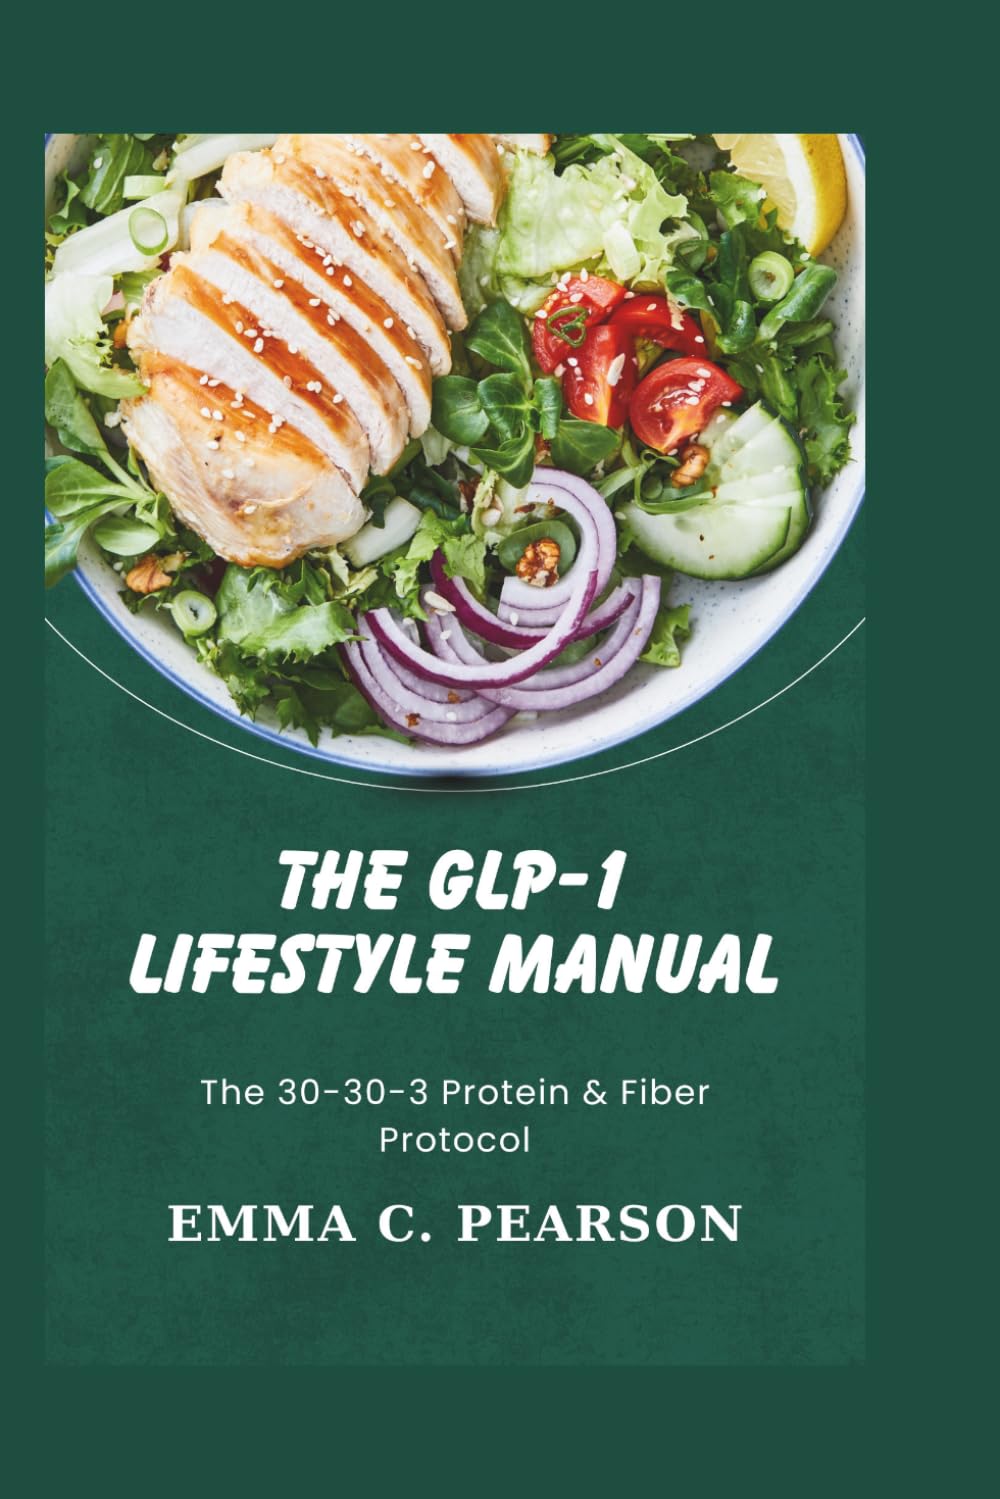 THE GLP-1
LIFESTYLE MANUAL
The 30-30-3 Protein & Fiber
Protocol
EMMA C. PEARSON